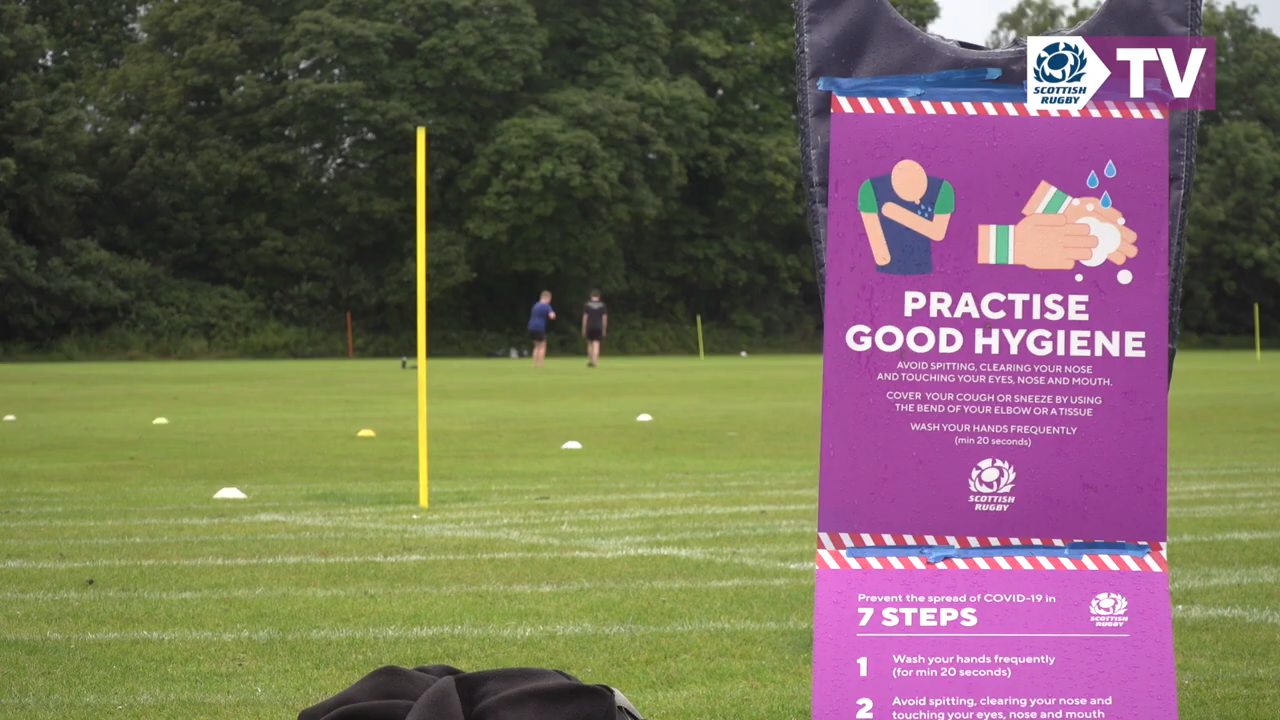 SCOTTISH
RUGBY
TV
PRACTISE
GOOD HYGIENE
AVOID SPITTING, CLEARING YOUR NOSE
AND TOUCHING YOUR EYES, NOSE AND MOUTH.
COVER YOUR COUGH OR SNEEZE BY USING
THE BEND OF YOUR ELBOW OR A TISSUE
WASH YOUR HANDS FREQUENTLY
(min 20 seconds)
SCOTTISH
RUGBY
Prevent the spread of COVID-19 in
7 STEPS
SCOTTISH
RUGBY
1 Wash your hands frequently
(for min 20 seconds)
2 Avoid spitting, clearing your nose and
touching your eyes, nose and mouth